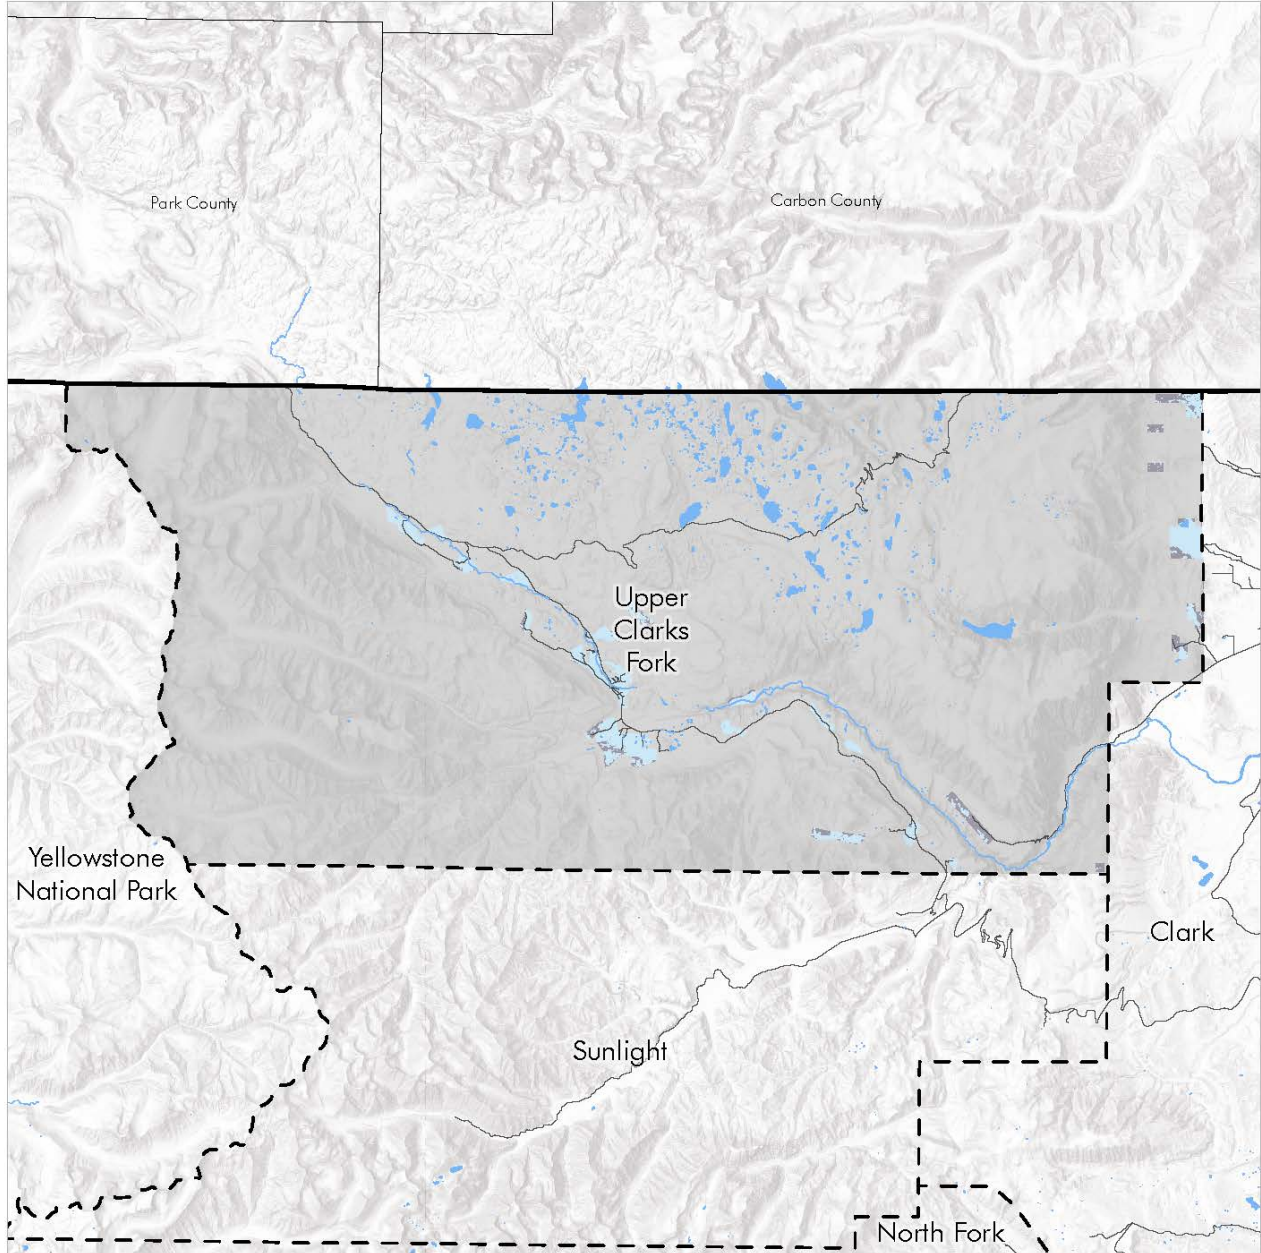 Park County
Carbon County
Upper
Clarks
Fork
Yellowstone
National Park
Clark
Sunlight
North Fork